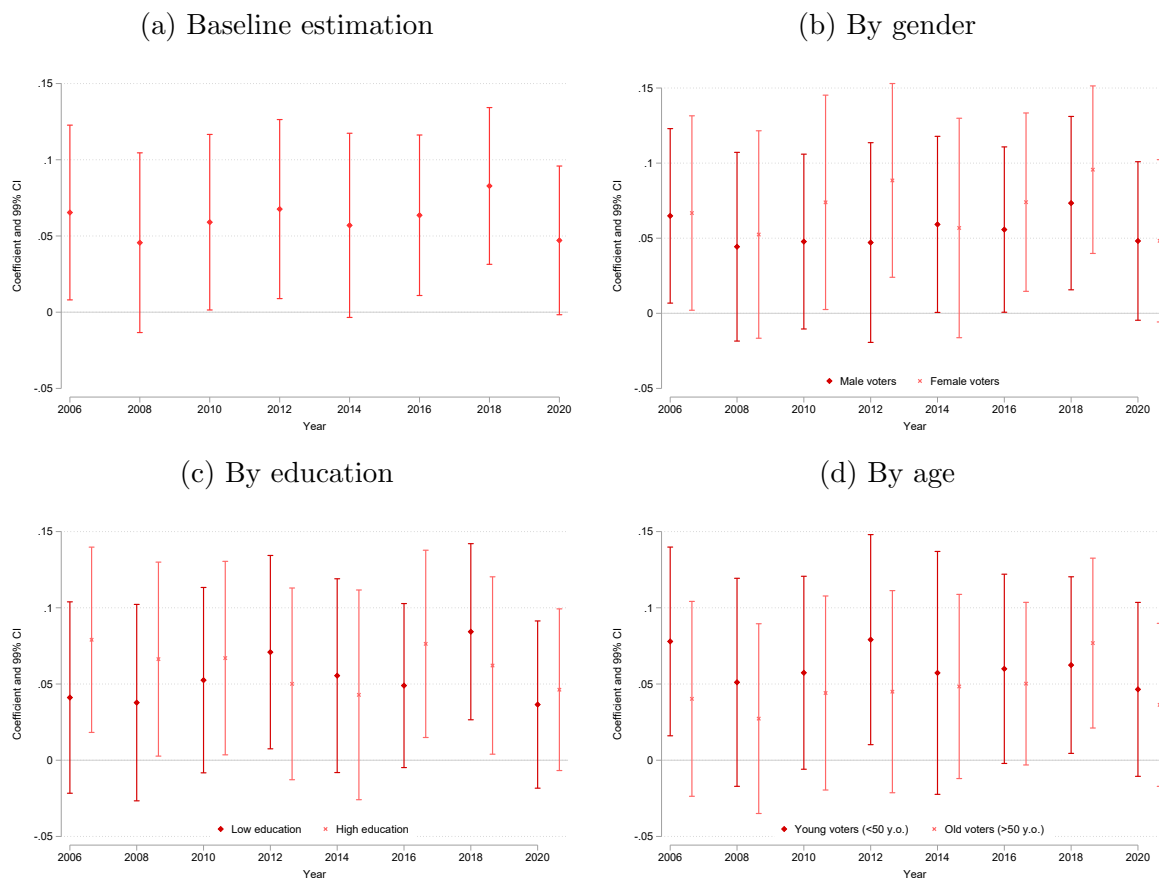 (a) Baseline estimation
Coefficient and 99% CI
.15
.1
.05
0
-.05
2006 2008 2010 2012 2014 2016 2018 2020
Year
(b) By gender
Coefficient and 99% CI
.15
.1
.05
0
-.05
Male voters Female voters
2006 2008 2010 2012 2014 2016 2018 2020
Year
(c) By education
Coefficient and 99% CI
.15
.1
.05
0
-.05
Low education High education
2006 2008 2010 2012 2014 2016 2018 2020
Year
(d) By age
Coefficient and 99% CI
.15
.1
.05
0
-.05
Young voters (<50 y.o.) Old voters (>50 y.o.)
2006 2008 2010 2012 2014 2016 2018 2020
Year